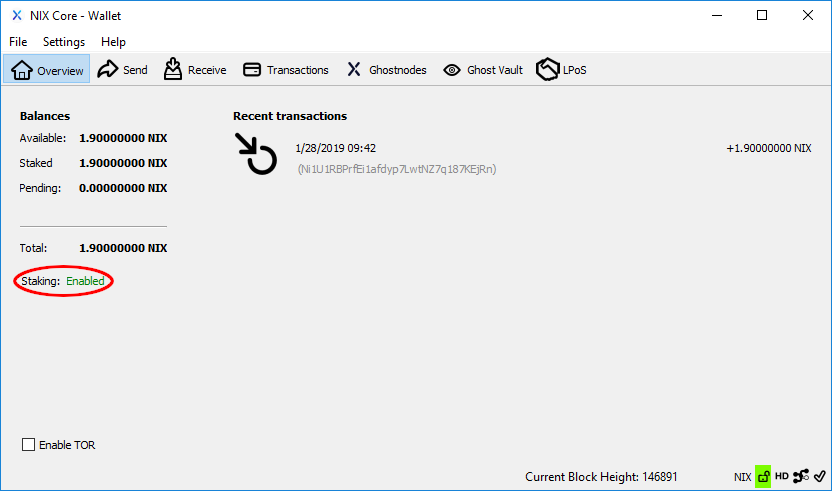 NIX Core - Wallet
File Settings Help
Overview Send Receive Transactions Ghostnodes Ghost Vault LPoS
Balances
Available: 1.90000000 NIX
Staked 1.90000000 NIX
Pending: 0.00000000 NIX
Total: 1.90000000 NIX
Staking: Enabled
Recent transactions
1/28/2019 09:42 +1.90000000 NIX
(Ni1U1RBPrfEi1afdyp7LwtNZ7q187KEjRn)
Enable TOR
Current Block Height: 146891 NIX HD